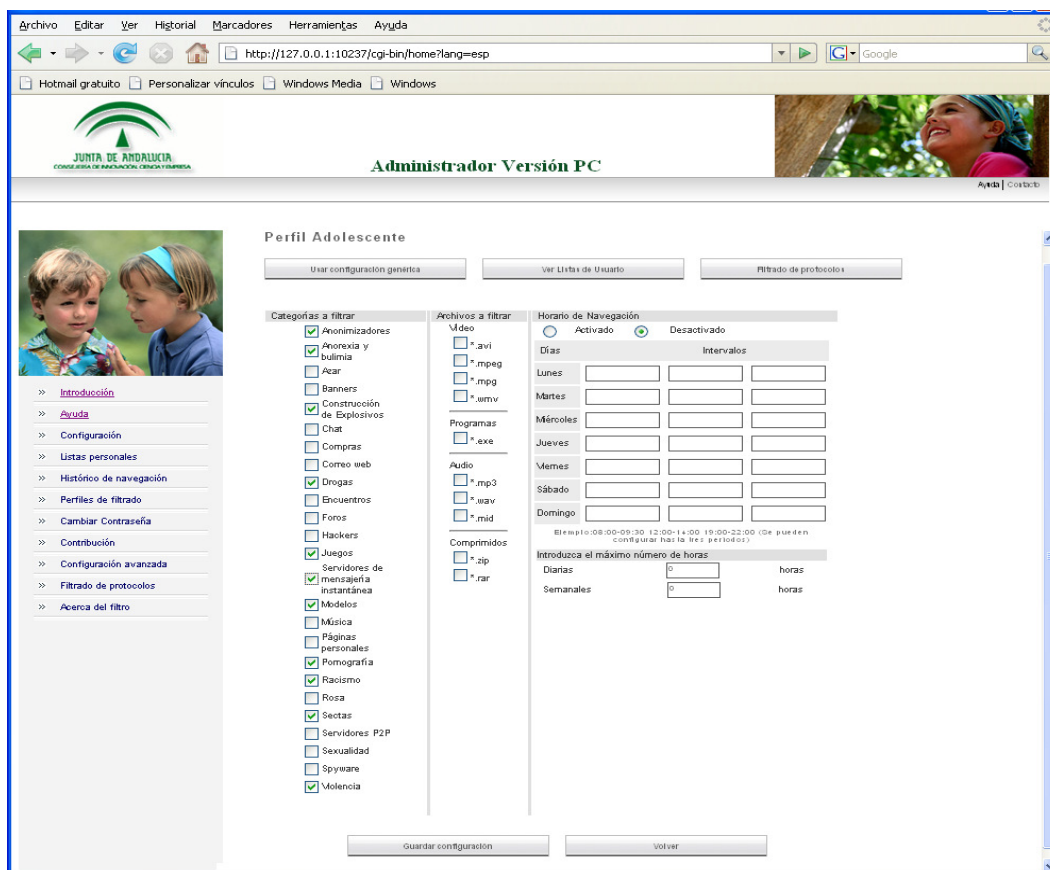 Archivo Editar Ver Historial Marcadores Herramientas Ayuda
http://127.0.0.1:10237/cgi-bin/home?lang=esp
G Google
Hotmail gratuito Personalizar vínculos Windows Media Windows
JUNTA DE ANDALUCIA
CONSEJERÍA DE INNOVACIÓN, CIENCIA Y EMPRESA
Administrador Versión PC
Ayuda | Contacto
Perfil Adolescente
Usar configuración genérica
Ver Listas de Usuario
Filtrado de protocolos
» Introducción
» Ayuda
» Configuración
» Listas personales
» Histórico de navegación
» Perfiles de filtrado
» Cambiar Contraseña
» Contribución
» Configuración avanzada
» Filtrado de protocolos
» Acerca del filtro
Categorías a filtrar
Anonimizadores
Anorexia y
bulimia
Azar
Banners
Construcción
de Explosivos
Chat
Compras
Correo web
Drogas
Encuentros
Foros
Hackers
Juegos
Servidores de
mensajería
instantánea
Modelos
Música
Páginas
personales
Pornografía
Racismo
Rosa
Sectas
Servidores P2P
Sexualidad
Spyware
Violencia
Archivos a filtrar
Video
*.avi
*.mpeg
*.mpg
*.wmv
Programas
*.exe
Audio
*.mp3
*.wav
*.mid
Comprimidos
*.zip
*.rar
Horario de Navegación
Activado Desactivado
Días Intervalos
Lunes
Martes
Miércoles
Jueves
Viernes
Sábado
Domingo
Ejemplo:08:00-09:30 12:00-14:00 19:00-22:00 (Se pueden
configurar hasta tres periodos)
Introduzca el máximo número de horas
Diarias 0 horas
Semanales 0 horas
Guardar configuración
Volver